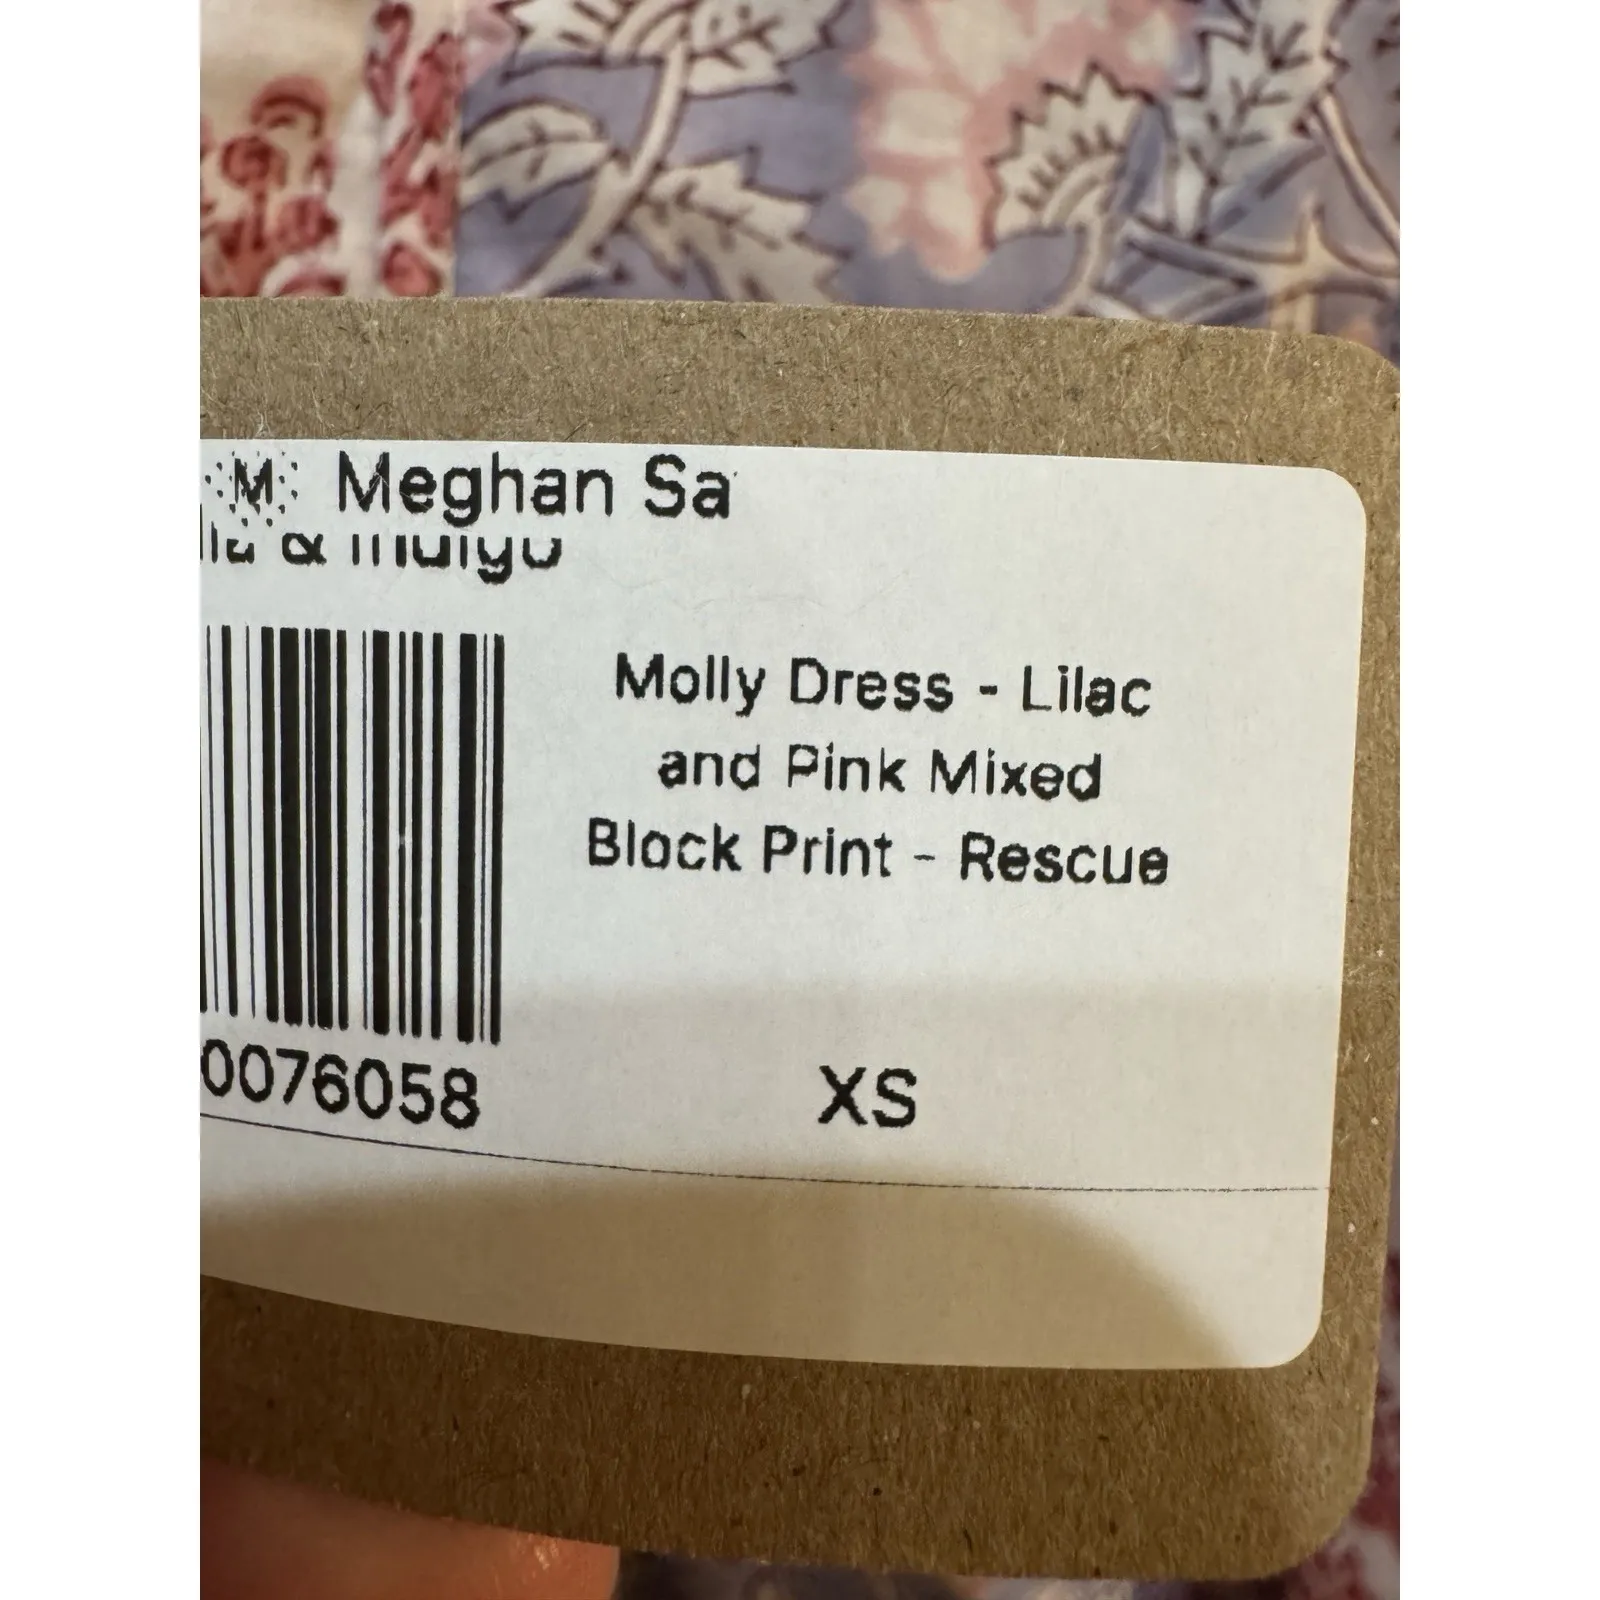 M Meghan Sa
&
Molly Dress - Lilac
and Pink Mixed
Block Print - Rescue
0076058
XS